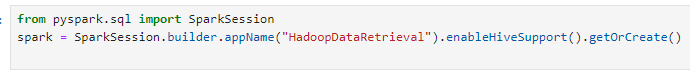 from pyspark.sql import SparkSession
spark = SparkSession.builder.appName("HadoopDataRetrieval").enableHiveSupport().getOrCreate()